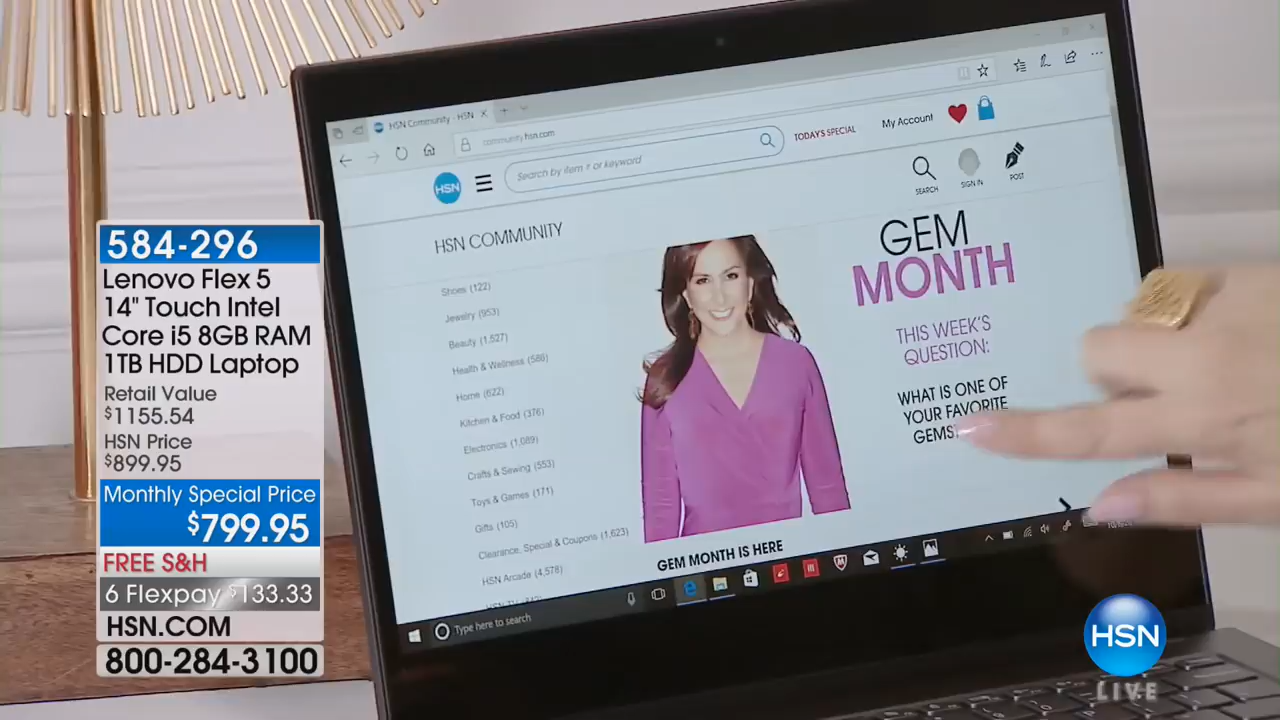 584-296
Lenovo Flex 5
14" Touch Intel
Core i5 8GB RAM
1TB HDD Laptop
Retail Value
$1155.54
HSN Price
$899.95
Monthly Special Price
$799.95
FREE S&H
6 Flexpay $133.33
HSN.COM
800-284-3100
HSN Community - HSN
community.hsn.com
HSN
Search by item # or keyword
TODAY'S SPECIAL
My Account
SEARCH
SIGN IN
POST
HSN COMMUNITY
Shoes (122)
Jewelry (953)
Beauty (1,527)
Health & Wellness (586)
Home (622)
Kitchen & Food (376)
Electronics (1,089)
Crafts & Sewing (553)
Toys & Games (171)
Gifts (105)
Clearance, Special & Coupons (1,623)
HSN Arcade (4,578)
GEM
MONTH
THIS WEEK'S
QUESTION:
WHAT IS ONE OF
YOUR FAVORITE
GEMS
GEM MONTH IS HERE
Type here to search
HSN
LIVE